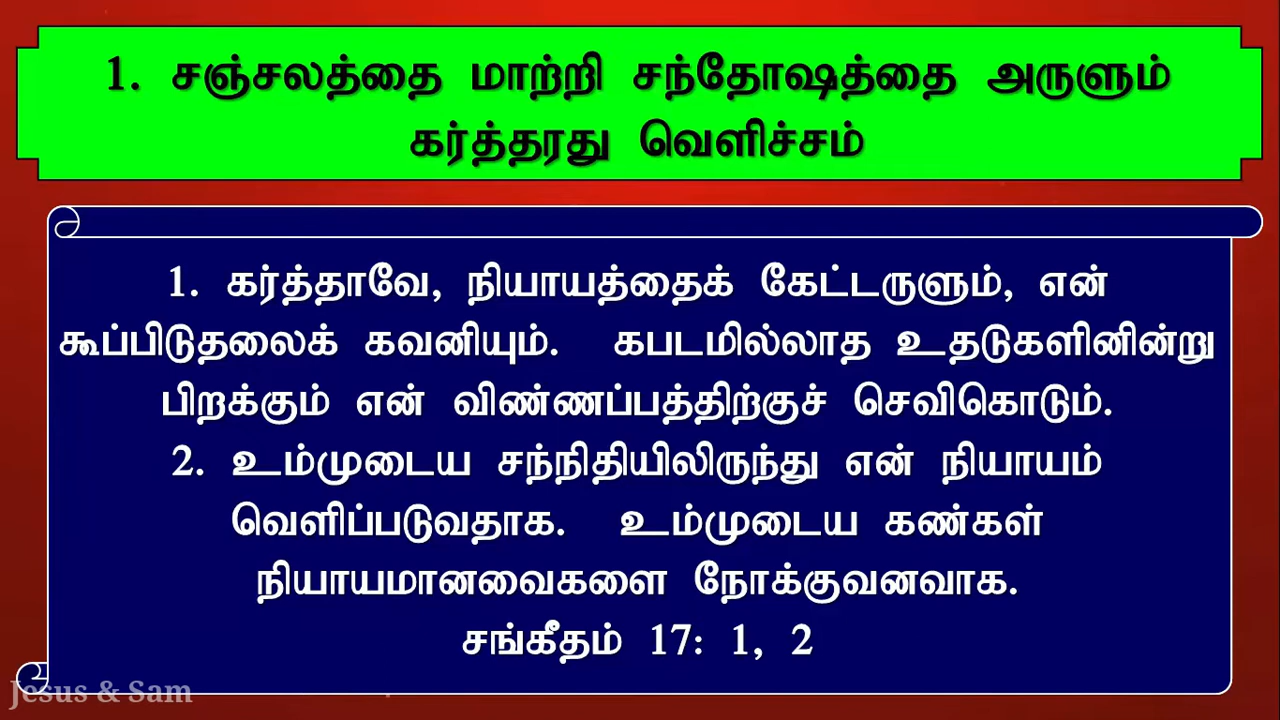 1. சஞ்சலத்தை மாற்றி சந்தோஷத்தை அருளும்
கர்த்தரது வெளிச்சம்
1. கர்த்தாவே, நியாயத்தைக் கேட்டருளும், என்
கூப்பிடுதலைக் கவனியும். கபடமில்லாத உதடுகளினின்று
பிறக்கும் என் விண்ணப்பத்திற்குச் செவிகொடும்.
2. உம்முடைய சந்நிதியிலிருந்து என் நியாயம்
வெளிப்படுவதாக. உம்முடைய கண்கள்
நியாயமானவைகளை நோக்குவனவாக.
சங்கீதம் 17: 1, 2
Jesus & Sam